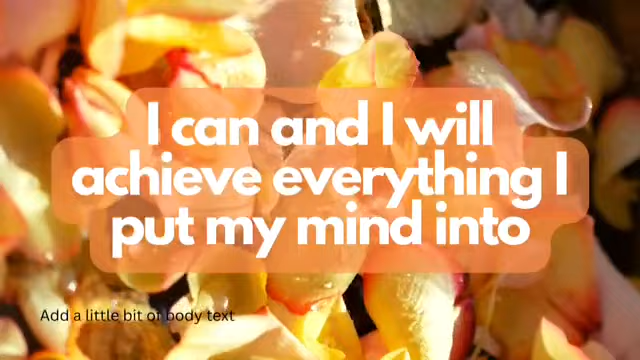 I can and I will
achieve everything I
put my mind into
Add a little bit of body text